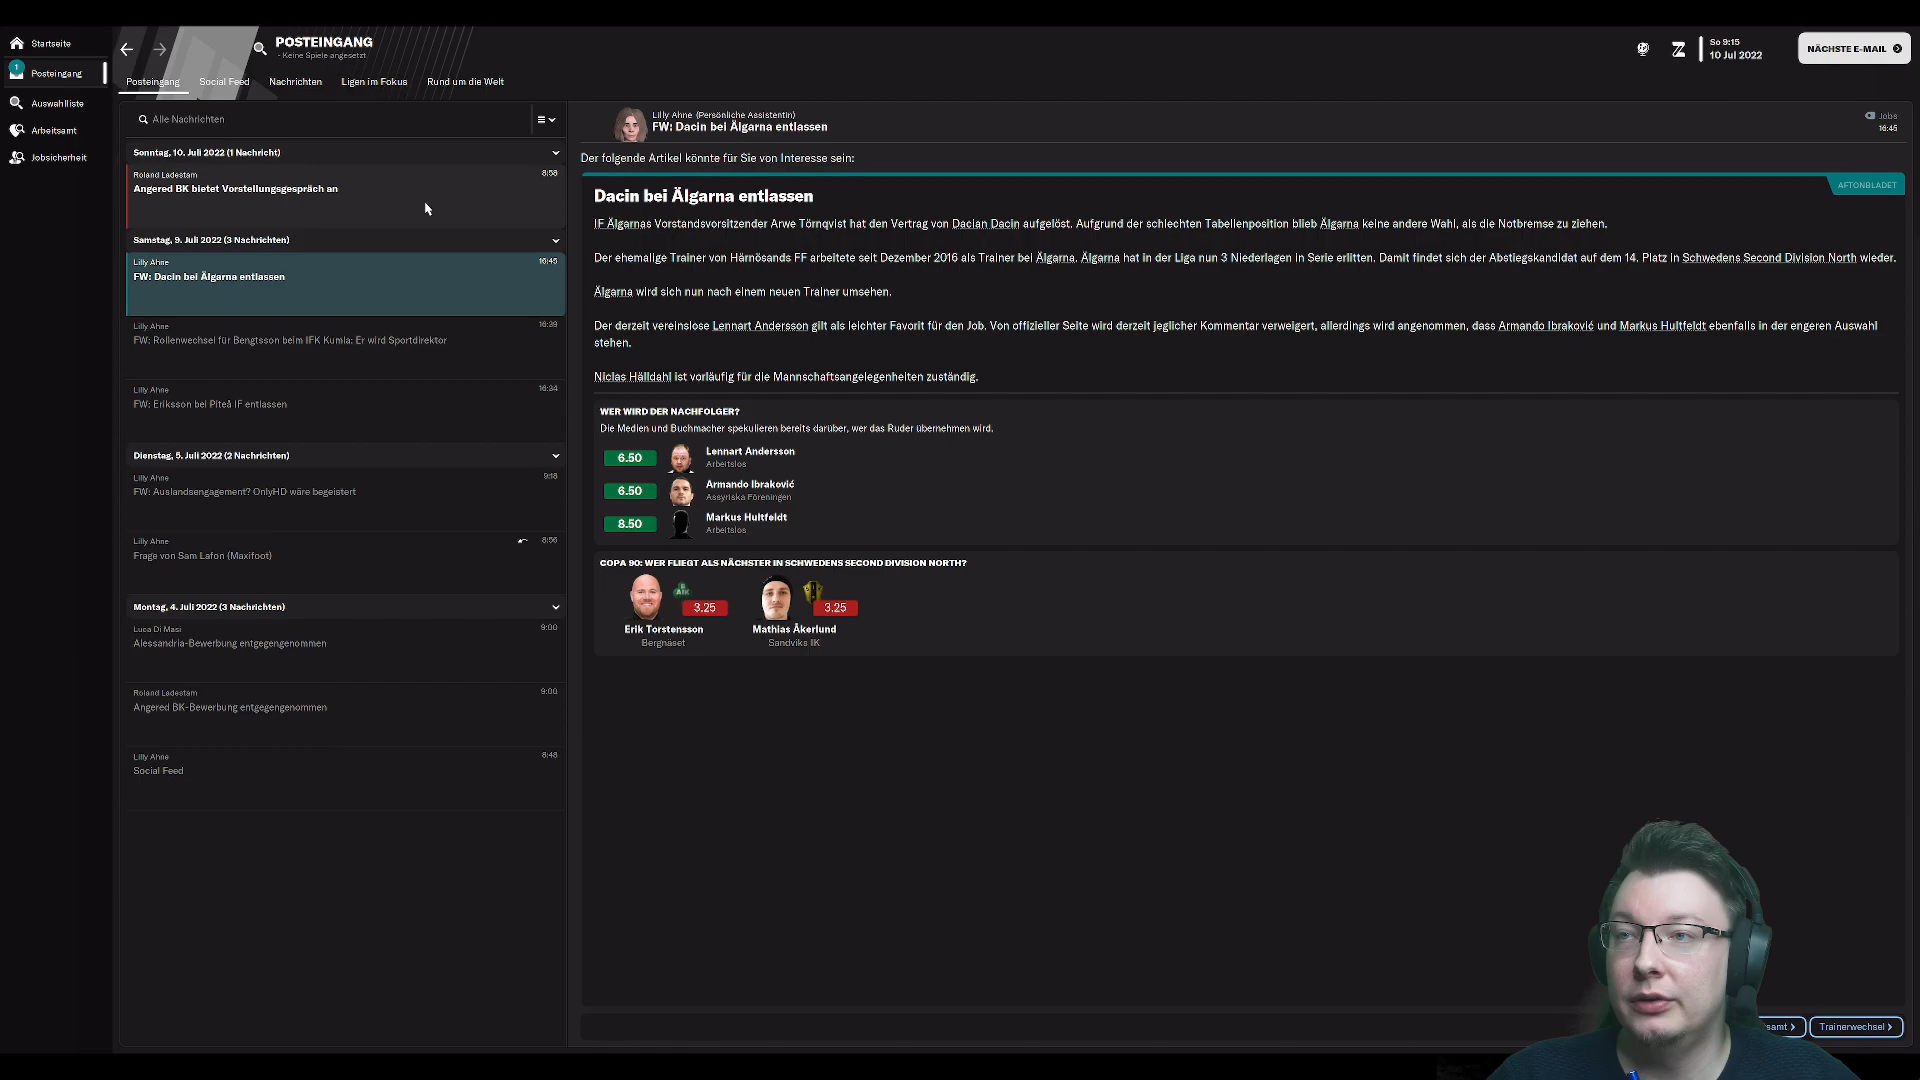 Startseite
1
Posteingang
Auswahlliste
Arbeitsamt
Jobsicherheit
POSTEINGANG
- Keine Spiele angesetzt
Posteingang
Social Feed
Nachrichten
Ligen im Fokus
Rund um die Welt
So 9:15
10 Jul 2022
NÄCHSTE E-MAIL
Alle Nachrichten
Sonntag, 10. Juli 2022 (1 Nachricht)
Roland Ladestam
8:58
Angered BK bietet Vorstellungsgespräch an
Samstag, 9. Juli 2022 (3 Nachrichten)
Lilly Ahne
16:45
FW: Dacin bei Älgarna entlassen
Lilly Ahne
16:39
FW: Rollenwechsel für Bengtsson beim IFK Kumla: Er wird Sportdirektor
Lilly Ahne
16:34
FW: Eriksson bei Piteå IF entlassen
Dienstag, 5. Juli 2022 (2 Nachrichten)
Lilly Ahne
9:18
FW: Auslandsengagement? OnlyHD wäre begeistert
Lilly Ahne
8:56
Frage von Sam Lafon (Maxifoot)
Montag, 4. Juli 2022 (3 Nachrichten)
Luca Di Masi
9:00
Alessandria-Bewerbung entgegengenommen
Roland Ladestam
9:00
Angered BK-Bewerbung entgegengenommen
Lilly Ahne
8:48
Social Feed
Lilly Ahne (Persönliche Assistentin)
FW: Dacin bei Älgarna entlassen
Jobs
16:45
Der folgende Artikel könnte für Sie von Interesse sein:
AFTONBLADET
Dacin bei Älgarna entlassen
IF Älgarnas Vorstandsvorsitzender Arwe Törnqvist hat den Vertrag von Dacian Dacin aufgelöst. Aufgrund der schlechten Tabellenposition blieb Älgarna keine andere Wahl, als die Notbremse zu ziehen.
Der ehemalige Trainer von Härnösands FF arbeitete seit Dezember 2016 als Trainer bei Älgarna. Älgarna hat in der Liga nun 3 Niederlagen in Serie erlitten. Damit findet sich der Abstiegskandidat auf dem 14. Platz in Schwedens Second Division North wieder.
Älgarna wird sich nun nach einem neuen Trainer umsehen.
Der derzeit vereinslose Lennart Andersson gilt als leichter Favorit für den Job. Von offizieller Seite wird derzeit jeglicher Kommentar verweigert, allerdings wird angenommen, dass Armando Ibraković und Markus Hultfeldt ebenfalls in der engeren Auswahl
stehen.
Niclas Hälldahl ist vorläufig für die Mannschaftsangelegenheiten zuständig.
WER WIRD DER NACHFOLGER?
Die Medien und Buchmacher spekulieren bereits darüber, wer das Ruder übernehmen wird.
6.50
Lennart Andersson
Arbeitslos
6.50
Armando Ibraković
Assyriska Föreningen
8.50
Markus Hultfeldt
Arbeitslos
COPA 90: WER FLIEGT ALS NÄCHSTER IN SCHWEDENS SECOND DIVISION NORTH?
3.25
Erik Torstensson
Bergnäset
3.25
Mathias Åkerlund
Sandviks IK
samt
Trainerwechsel